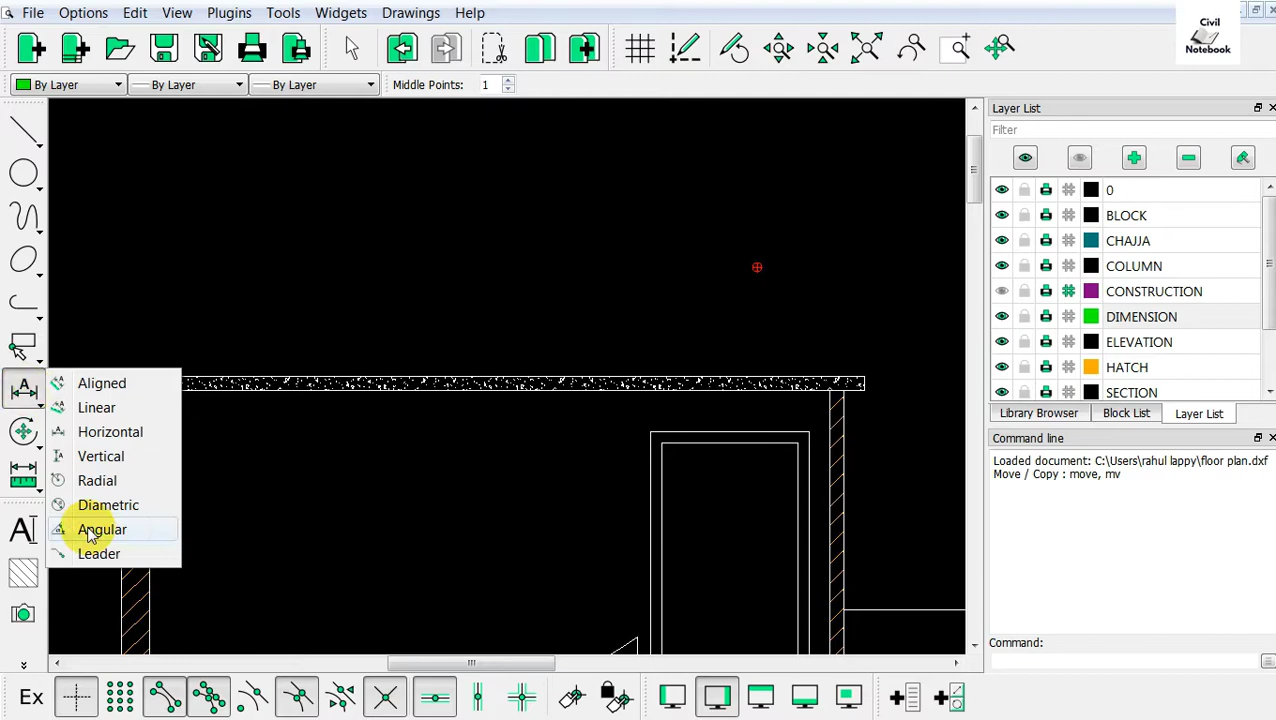 File Options Edit View Plugins Tools Widgets Drawings Help
Civil
Notebook
By Layer By Layer By Layer Middle Points: 1
Layer List
Filter
0
BLOCK
CHAJJA
COLUMN
CONSTRUCTION
DIMENSION
ELEVATION
HATCH
SECTION
Library Browser Block List Layer List
Command line
Loaded document: C:\Users\rahul lappy\floor plan.dxf
Move / Copy : move, mv
Command:
Aligned
Linear
Horizontal
Vertical
Radial
Diametric
Angular
Leader
A
A
Ex